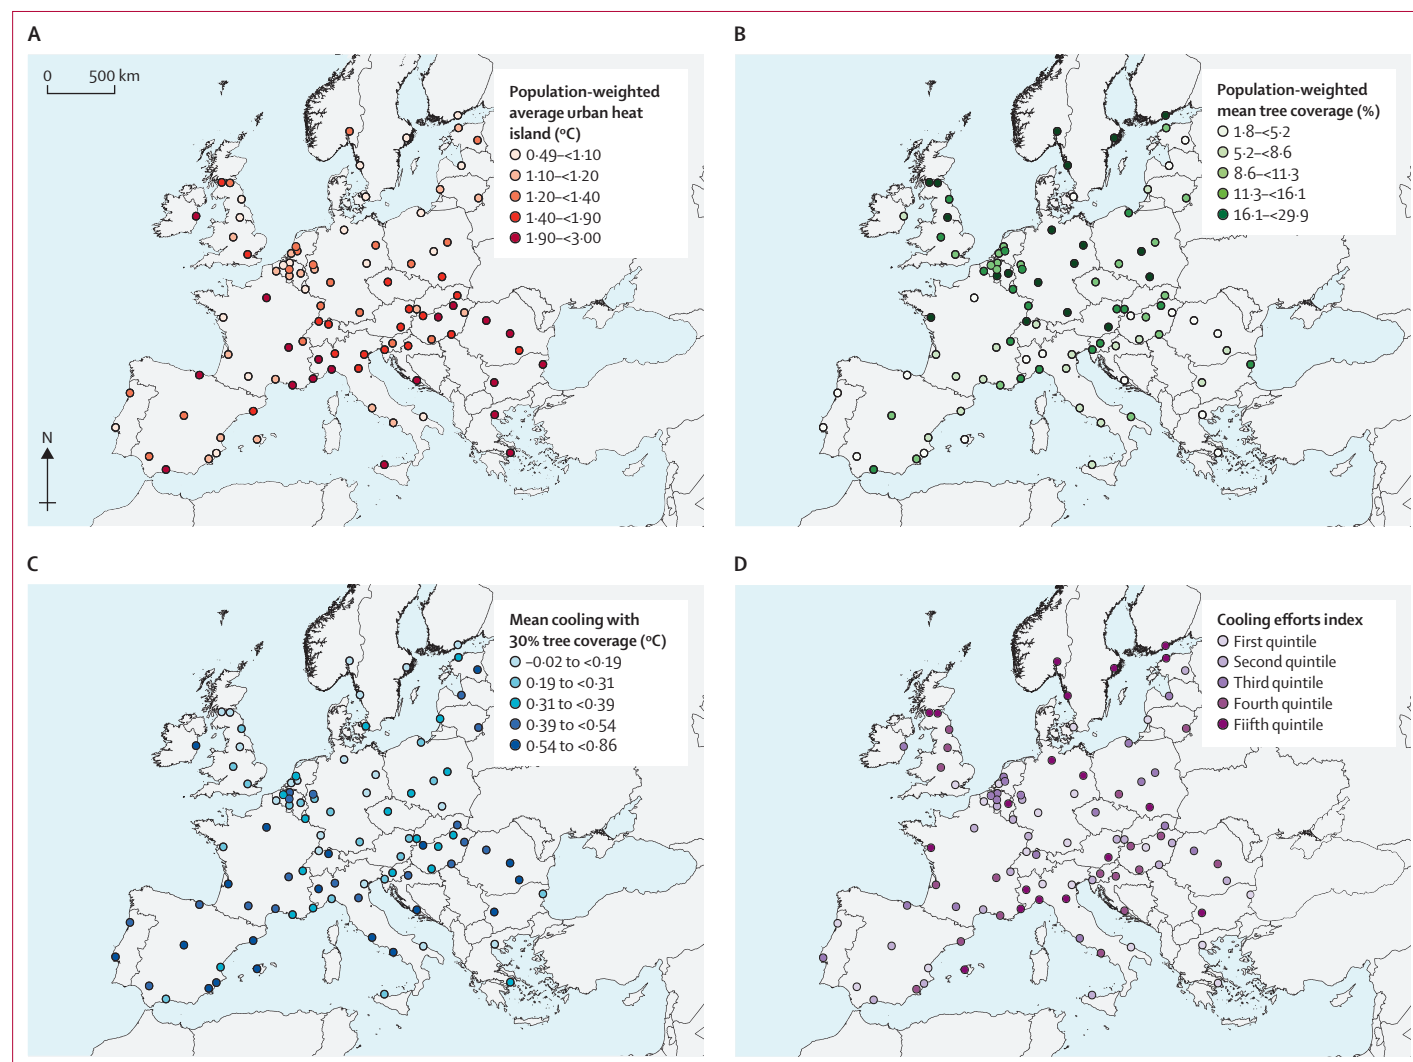 A
0 500 km
Population-weighted
average urban heat
island (ºC)
0·49–<1·10
1·10–<1·20
1·20–<1·40
1·40–<1·90
1·90–<3·00
N
B
Population-weighted
mean tree coverage (%)
1·8–<5·2
5·2–<8·6
8·6–<11·3
11·3–<16·1
16·1–<29·9
C
Mean cooling with
30% tree coverage (ºC)
–0·02 to <0·19
0·19 to <0·31
0·31 to <0·39
0·39 to <0·54
0·54 to <0·86
D
Cooling efforts index
First quintile
Second quintile
Third quintile
Fourth quintile
Fiifth quintile